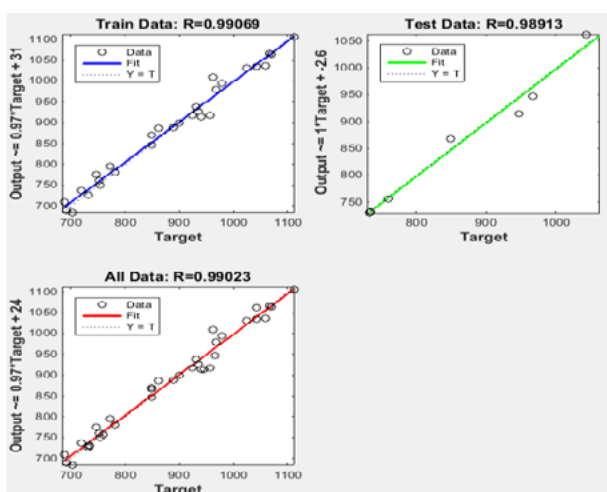 Train Data: R=0.99069
Output ~= 0.97*Target + 31
1100
1050
1000
950
900
850
800
750
700
Data
Fit
Y = T
700 800 900 1000 1100
Target
Test Data: R=0.98913
Output ~= 1*Target + -2.6
1050
1000
950
900
850
800
750
Data
Fit
Y = T
800 900 1000
Target
All Data: R=0.99023
Output ~= 0.97*Target + 24
1100
1050
1000
950
900
850
800
750
700
Data
Fit
Y = T
700 800 900 1000 1100
Target